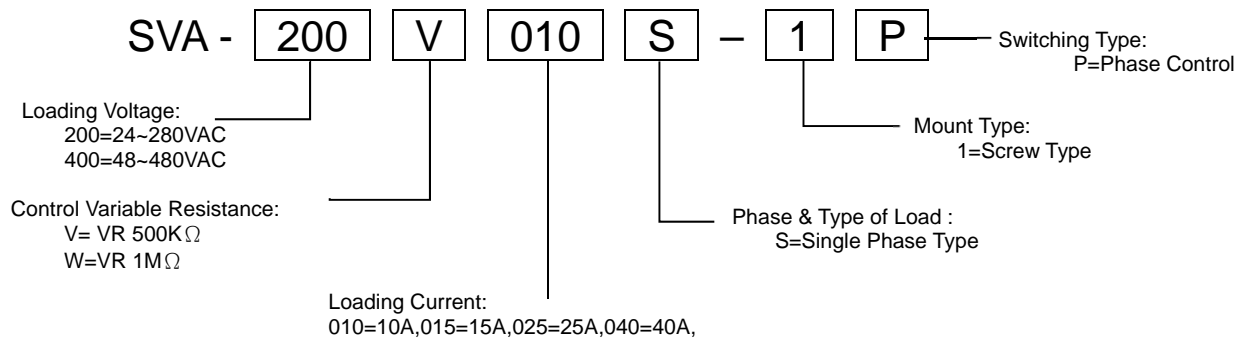 SVA - 200 V 010 S – 1 P
Switching Type:
P=Phase Control
Loading Voltage:
200=24~280VAC
400=48~480VAC
Mount Type:
1=Screw Type
Control Variable Resistance:
V= VR 500KΩ
W=VR 1MΩ
Phase & Type of Load :
S=Single Phase Type
Loading Current:
010=10A,015=15A,025=25A,040=40A,